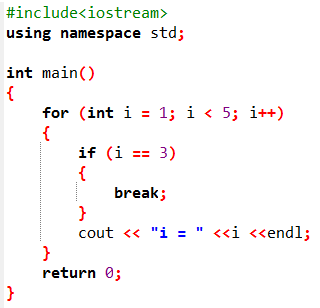 #include<iostream>
using namespace std;

int main()
{
    for (int i = 1; i < 5; i++)
    {
        if (i == 3)
        {
            break;
        }
        cout << "i = " <<i <<endl;
    }
    return 0;
}